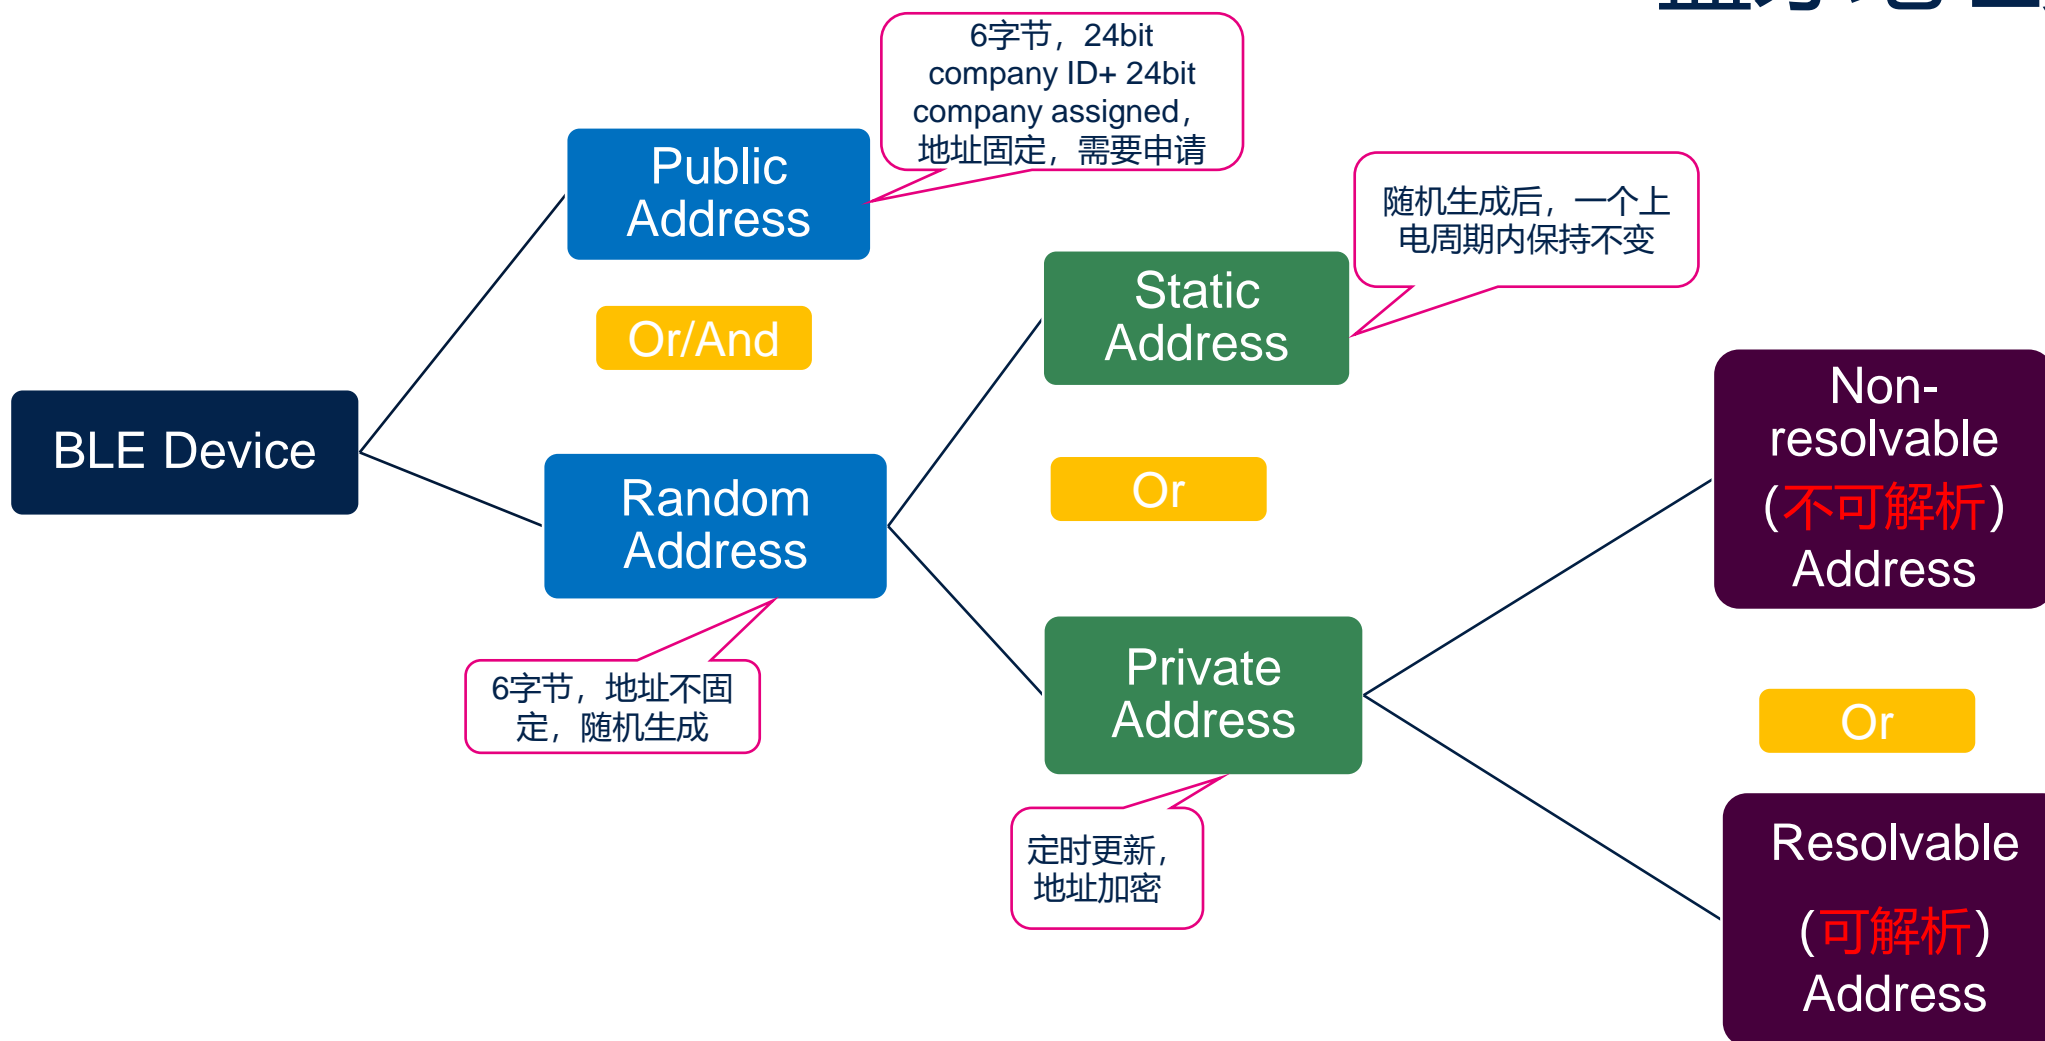 6字节，24bit
company ID+ 24bit
company assigned，
地址固定，需要申请
Public
Address
随机生成后，一个上
电周期内保持不变
Static
Address
Or/And
Non-
resolvable
(不可解析)
Address
BLE Device
Random
Address
Or
Private
Address
6字节，地址不固
定，随机生成
Or
定时更新，
地址加密
Resolvable
(可解析)
Address